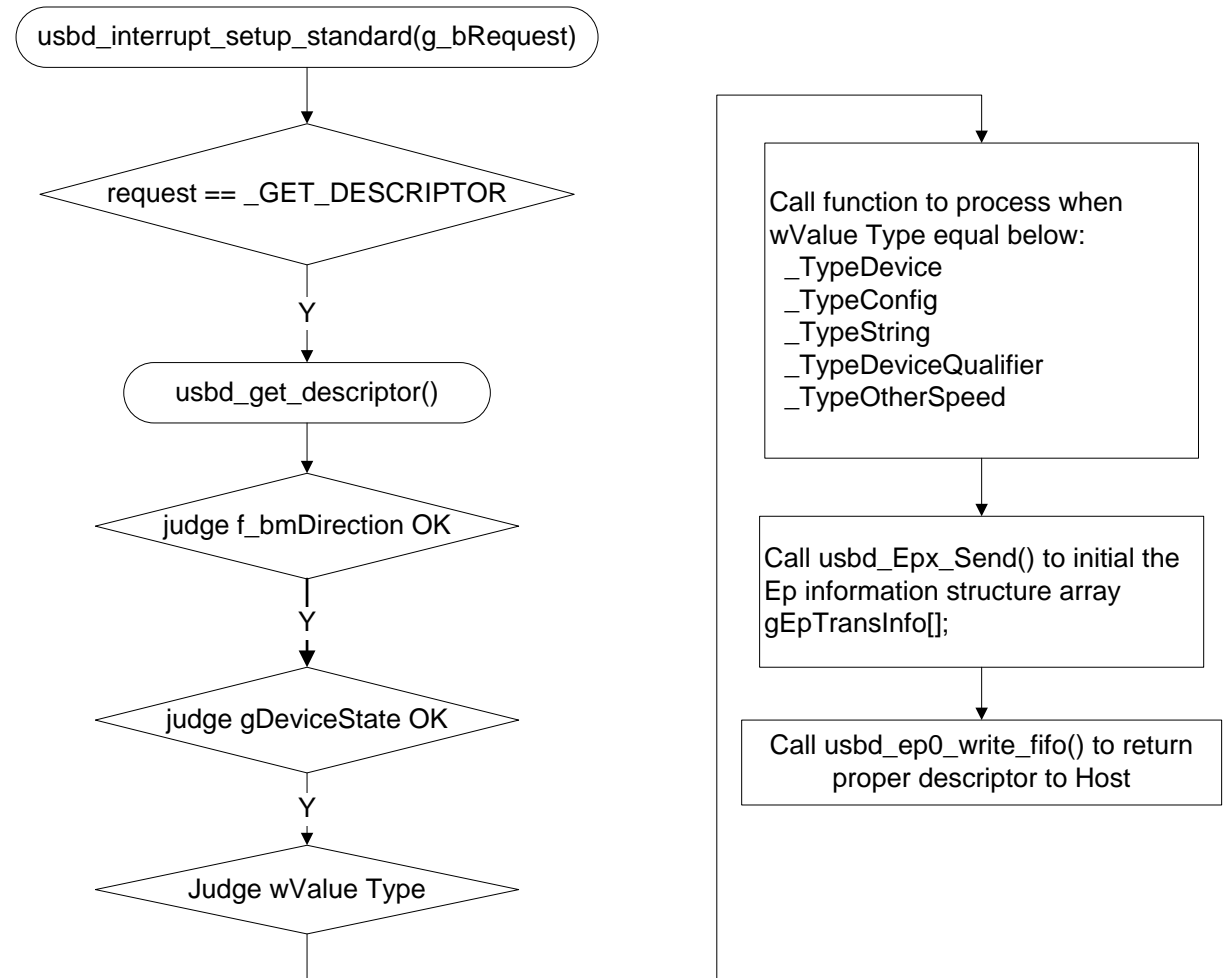 usbd_interrupt_setup_standard(g_bRequest)
request == _GET_DESCRIPTOR
Y
usbd_get_descriptor()
judge f_bmDirection OK
Y
judge gDeviceState OK
Y
Judge wValue Type
Call function to process when
wValue Type equal below:
_TypeDevice
_TypeConfig
_TypeString
_TypeDeviceQualifier
_TypeOtherSpeed
Call usbd_Epx_Send() to initial the
Ep information structure array
gEpTransInfo[];
Call usbd_ep0_write_fifo() to return
proper descriptor to Host